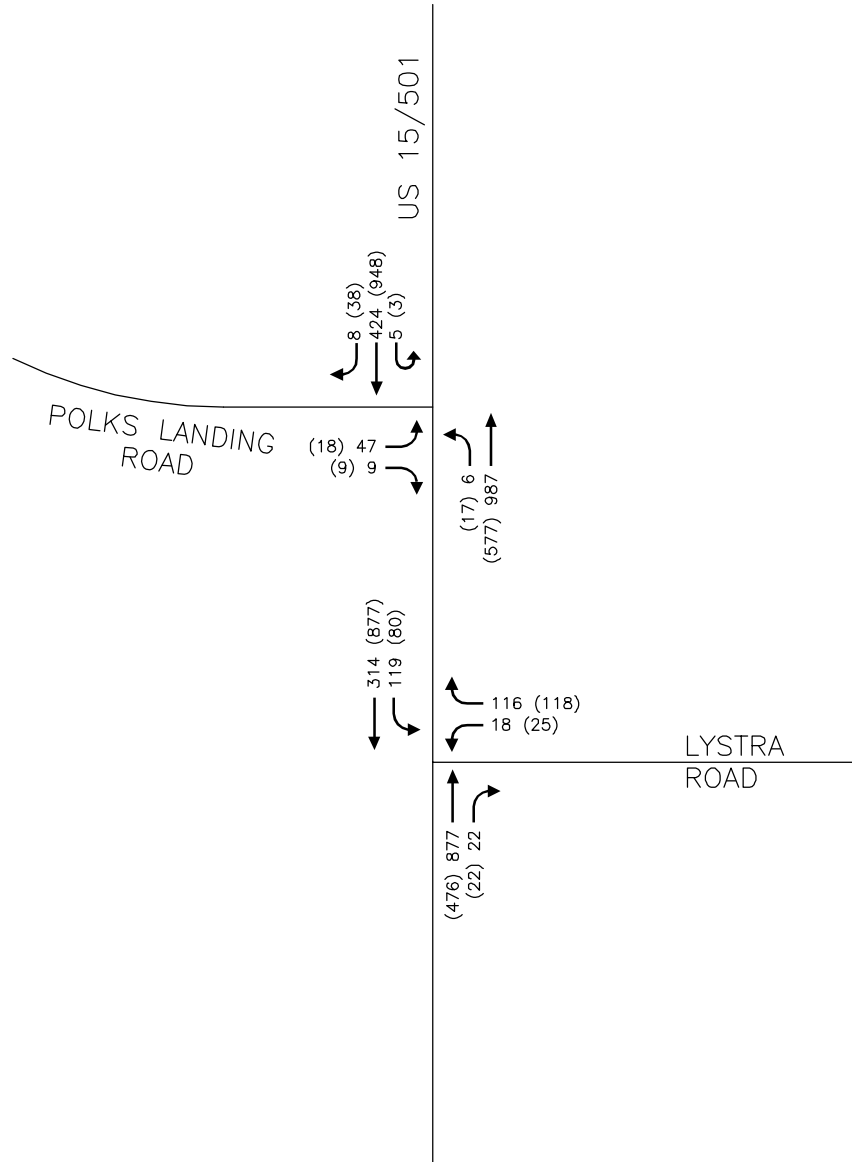 US 15/501
8 (38)
424 (948)
5 (3)
POLKS LANDING
ROAD
(18) 47
(9) 9
(17) 6
(577) 987
314 (877)
119 (80)
116 (118)
18 (25)
LYSTRA
ROAD
(476) 877
(22) 22